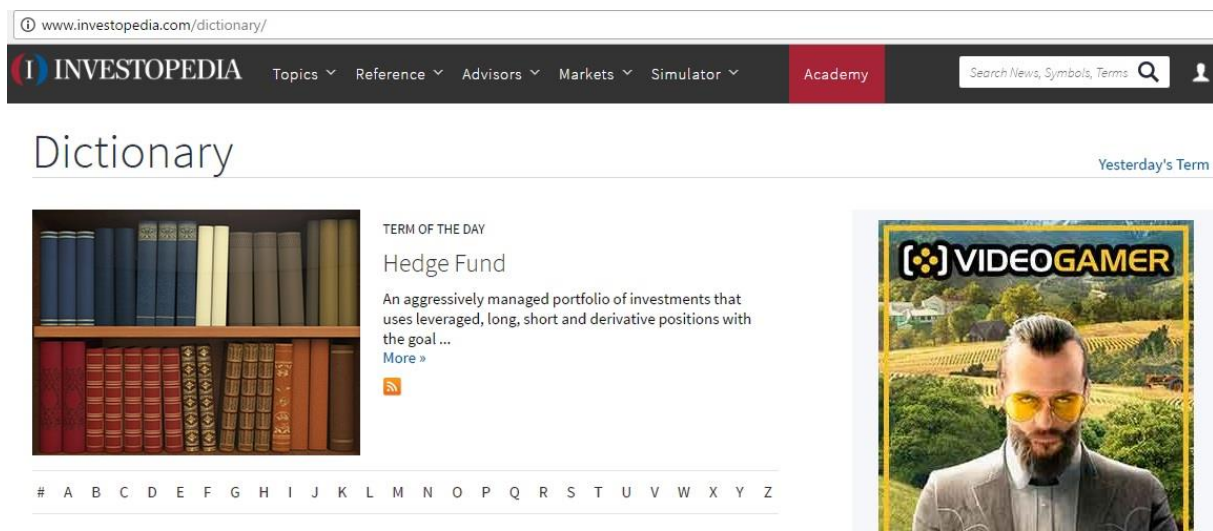 www.investopedia.com/dictionary/
(I) INVESTOPEDIA Topics Reference Advisors Markets Simulator Academy Search News, Symbols, Terms
Dictionary
Yesterday's Term
TERM OF THE DAY
Hedge Fund
An aggressively managed portfolio of investments that
uses leveraged, long, short and derivative positions with
the goal ...
More »
# A B C D E F G H I J K L M N O P Q R S T U V W X Y Z
VIDEOGAMER